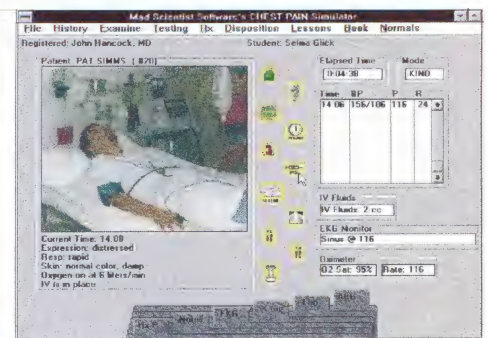 Mad Scientist Software's CHEST PAIN Simulator
File History Examine Testing Rx Disposition Lessons Book Normals
Registered: John Hancock, MD Student: Selma Glick
Patient: PAT SIMMS (#20)
Elapsed Time Mode
0:04:38 KIND
Time BP P R
14:06 156/106 116 24
IV Fluids
IV Fluids: 2 cc
EKG Monitor
Sinus @ 116
Oximeter
O2 Sat: 95% Rate: 116
Current Time: 14:08
Expression: distressed
Resp: rapid
Skin: normal color, damp
Oxygen on at 6 liters/min
IV is in place